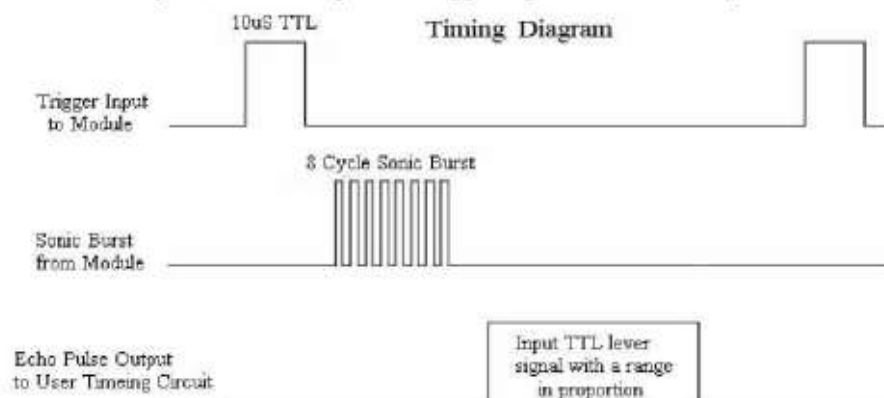 10uS TTL
Timing Diagram
Trigger Input
to Module
8 Cycle Sonic Burst
Sonic Burst
from Module
Echo Pulse Output
to User Timeing Circuit
Input TTL lever
signal with a range
in proportion